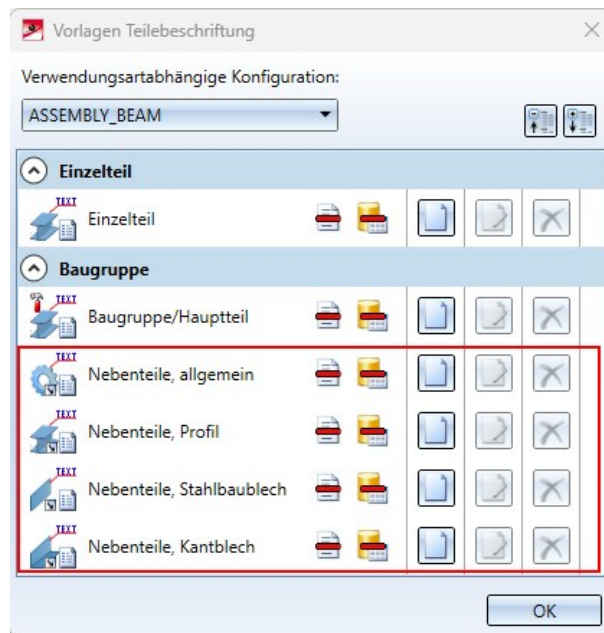 Vorlagen Teilebeschriftung
Verwendungsartabhängige Konfiguration:
ASSEMBLY_BEAM
Einzelteil
TEXT
Einzelteil
Baugruppe
TEXT
Baugruppe/Hauptteil
TEXT
Nebenteile, allgemein
TEXT
Nebenteile, Profil
TEXT
Nebenteile, Stahlbaublech
TEXT
Nebenteile, Kantblech
OK